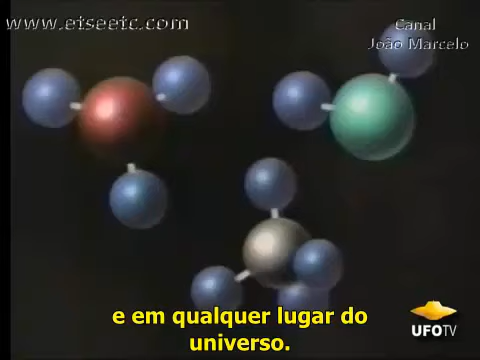 www.etseetc.com
Canal
João Marcelo
e em qualquer lugar do
universo.
UFOTV